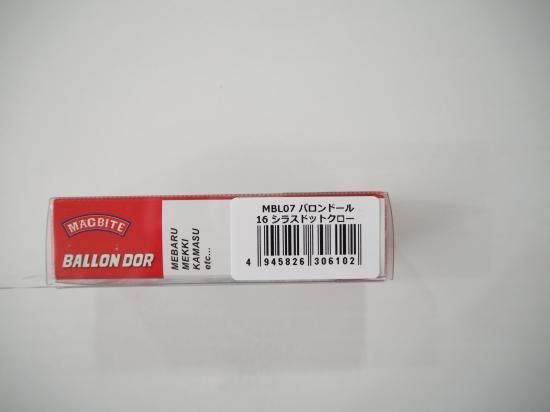 MAGBITE
BALLON DOR
MEBARU
MEKKI
KAMASU
etc...
MBL07 バロンドール
16 シラスドットクロー
4 945826 306102